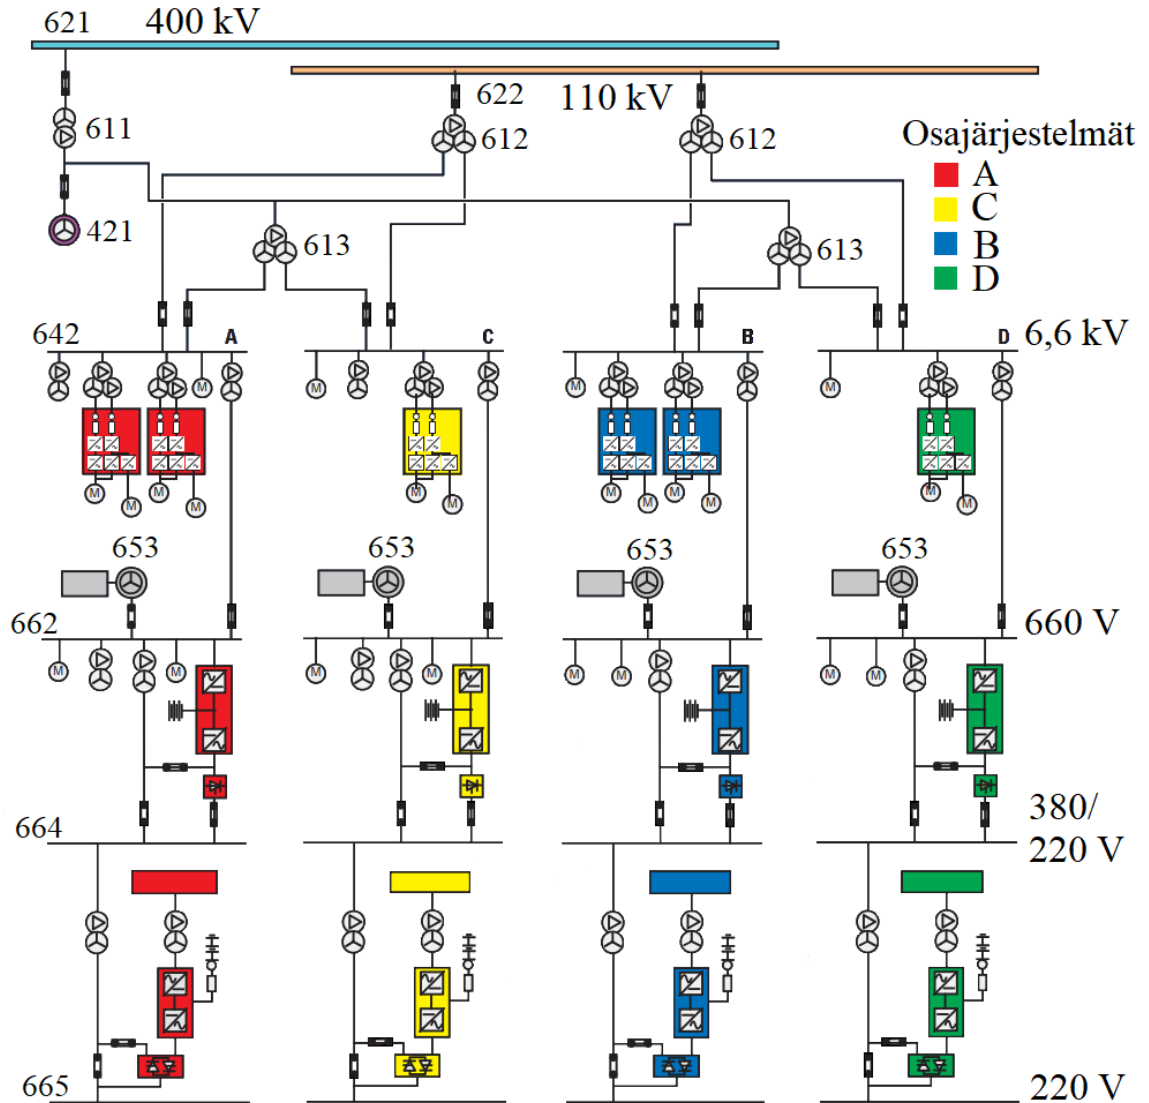 621 400 kV
622 110 kV
611 612 612
Osajärjestelmät
A
C
B
D
421
613 613
642 A C B D 6,6 kV
M M M M
M M M M M M
M M M M M M
653 653 653 653
662 660 V
M M M M M M M M
664 380/
220 V
665 220 V